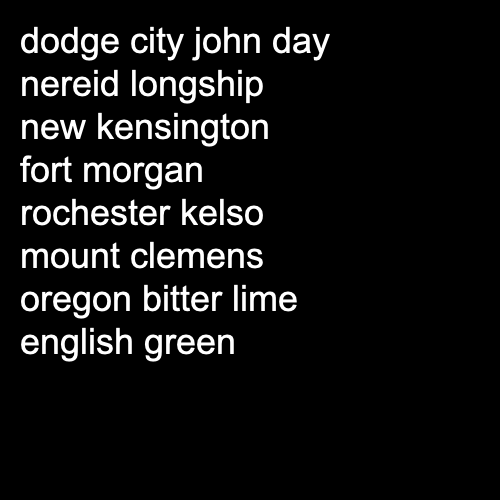 dodge city john day
nereid longship
new kensington
fort morgan
rochester kelso
mount clemens
oregon bitter lime
english green